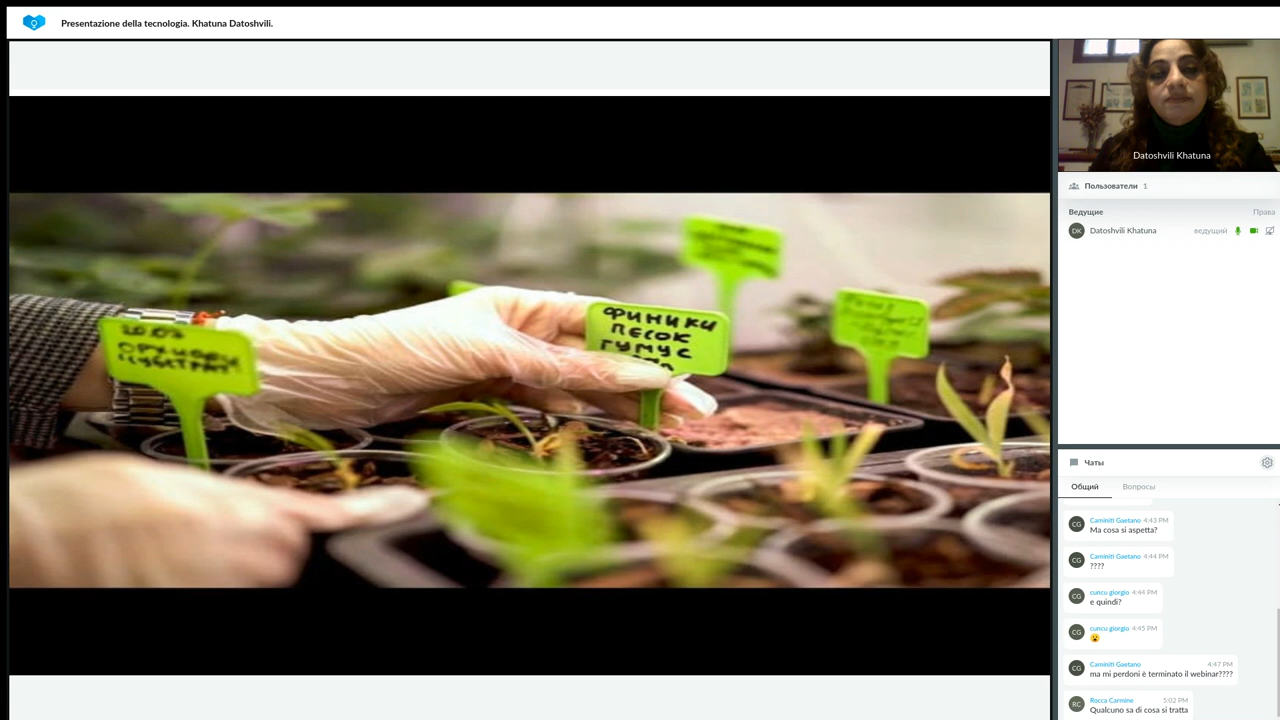 Presentazione della tecnologia. Khatuna Datoshvili.
Datoshvili Khatuna
Пользователи 1
Ведущие Права
DK Datoshvili Khatuna ведущий
ФИНИКИ
ПЕСОК
ГУМУС
Чаты
Общий Вопросы
CG Caminiti Gaetano 4:43 PM
Ma cosa si aspetta?
CG Caminiti Gaetano 4:44 PM
????
CG cuncu giorgio 4:44 PM
e quindi?
CG cuncu giorgio 4:45 PM
😮
CG Caminiti Gaetano 4:47 PM
ma mi perdoni è terminato il webinar????
RC Rocca Carmine 5:02 PM
Qualcuno sa di cosa si tratta